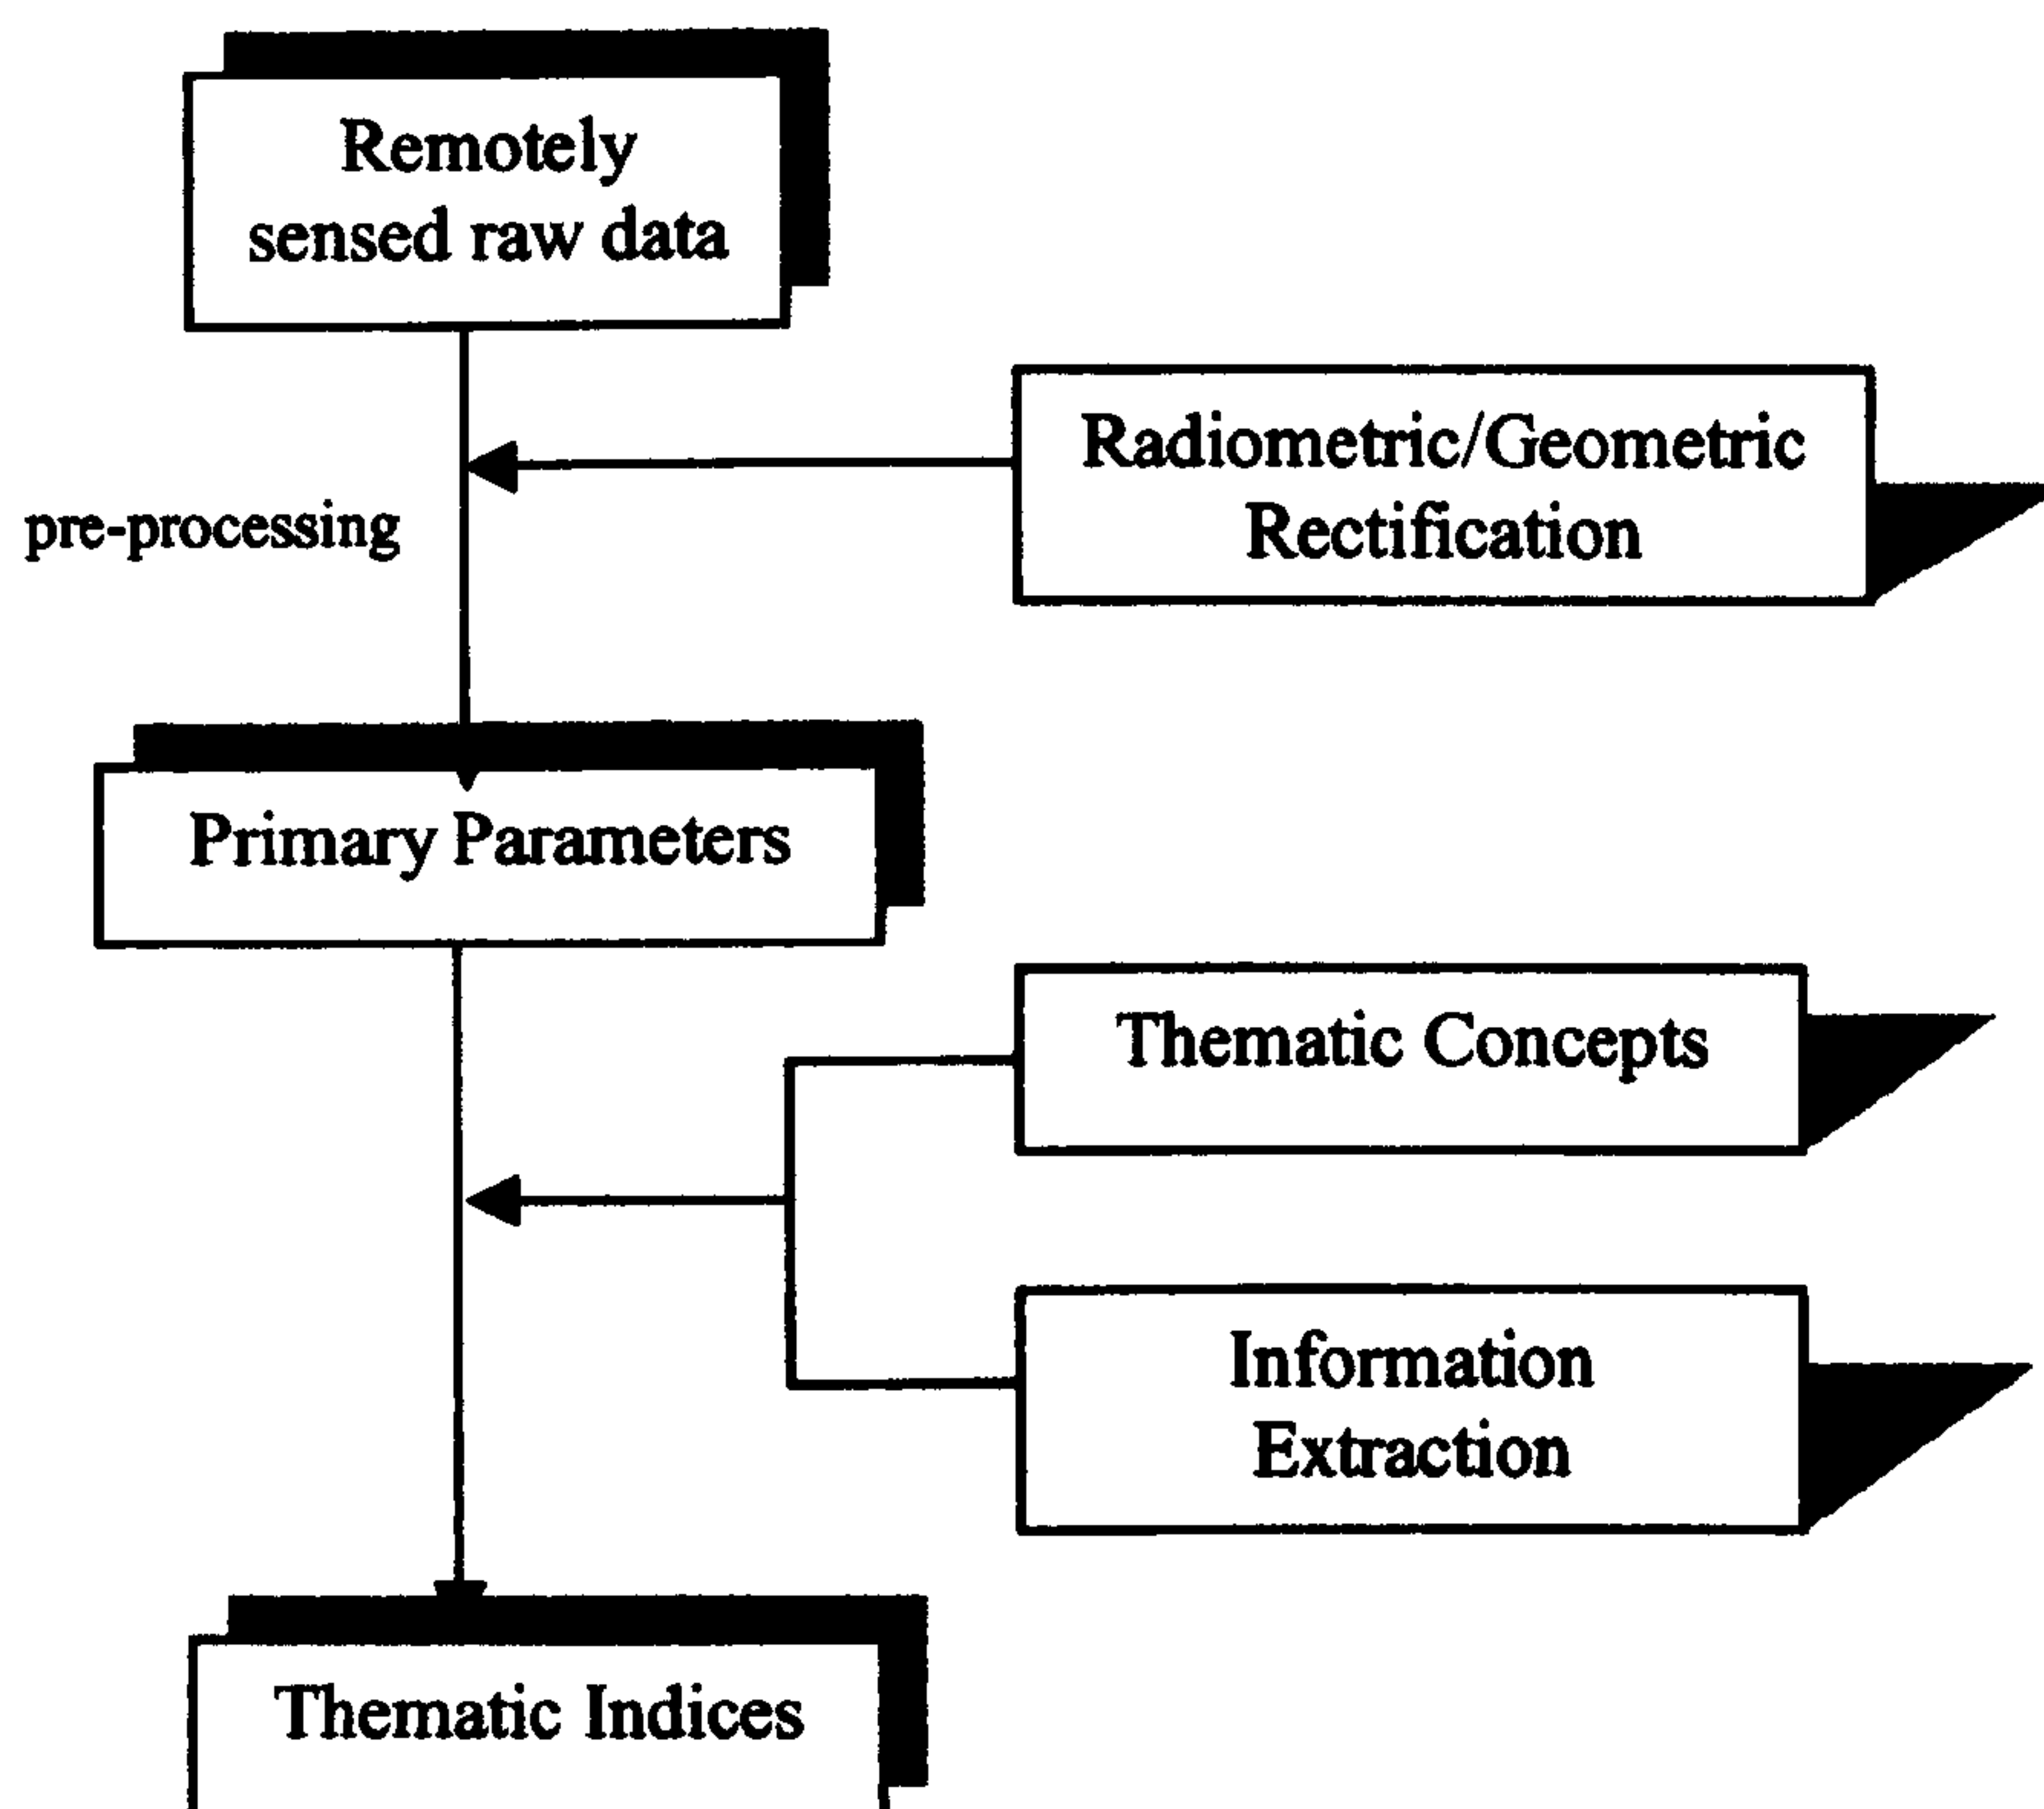 Remotely
sensed raw data
Radiometric/Geometric
Rectification
pre-processing
Primary Parameters
Thematic Concepts
Information
Extraction
Thematic Indices